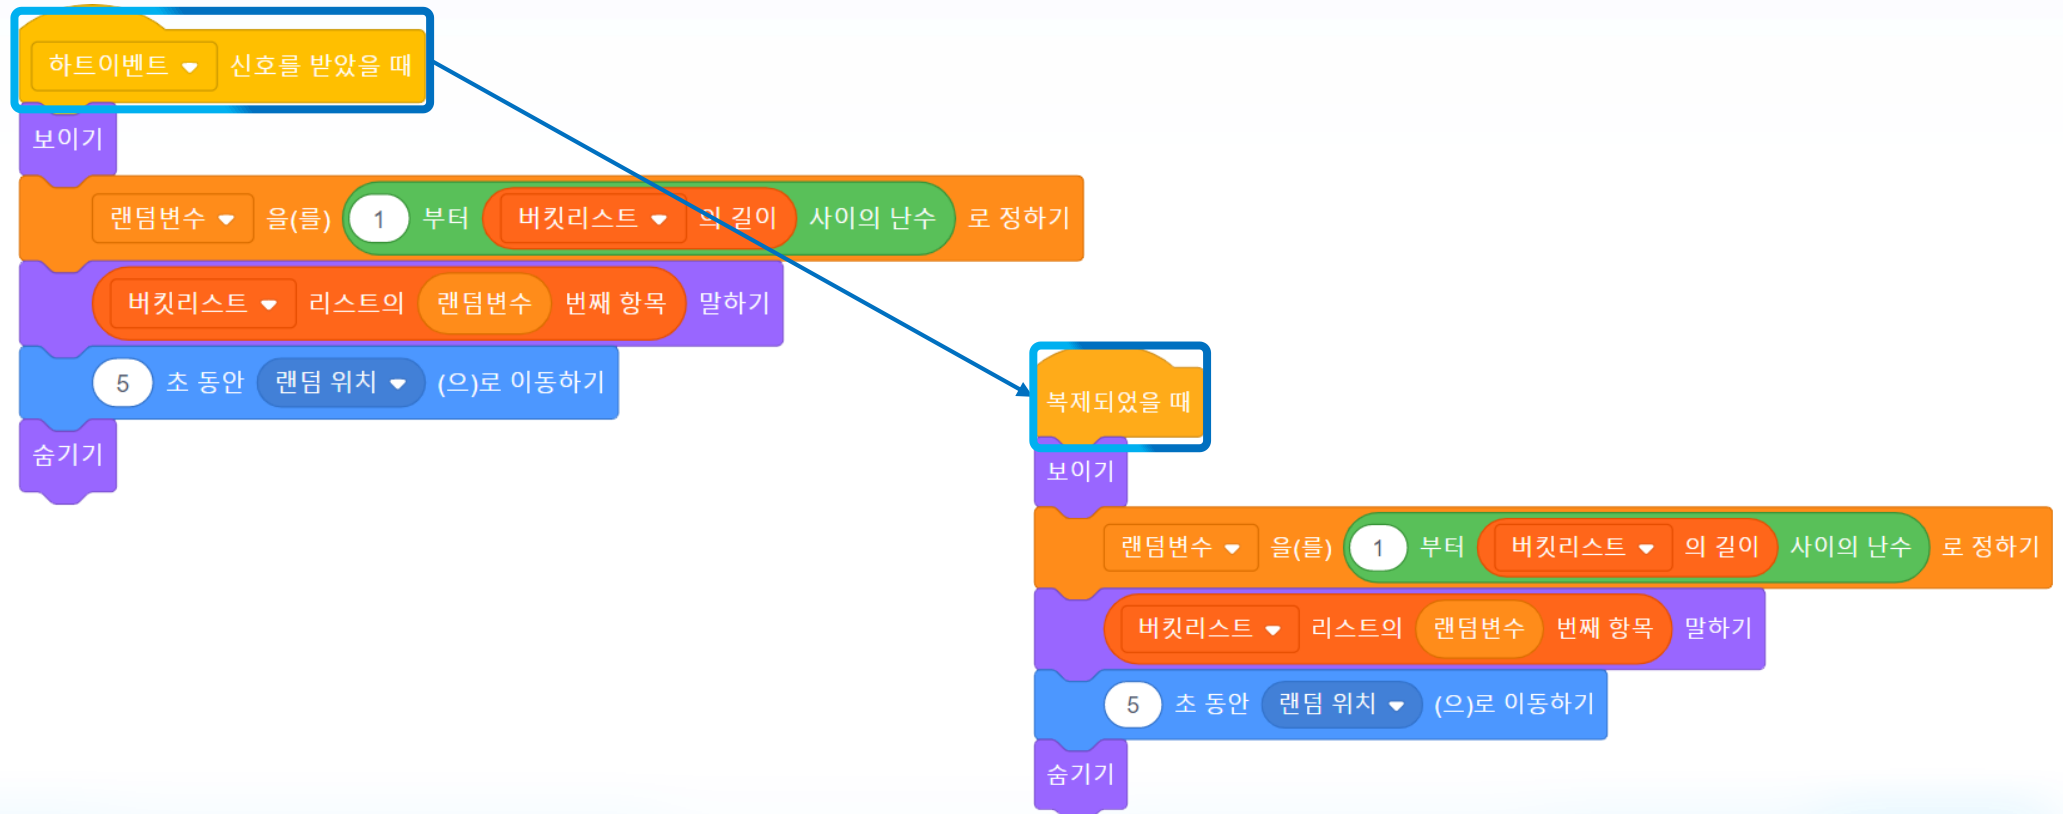 하트이벤트 신호를 받았을 때
보이기
랜덤변수 을(를) 1 부터 버킷리스트 의 길이 사이의 난수 로 정하기
버킷리스트 리스트의 랜덤변수 번째 항목 말하기
5 초 동안 랜덤 위치 (으)로 이동하기
숨기기
복제되었을 때
보이기
랜덤변수 을(를) 1 부터 버킷리스트 의 길이 사이의 난수 로 정하기
버킷리스트 리스트의 랜덤변수 번째 항목 말하기
5 초 동안 랜덤 위치 (으)로 이동하기
숨기기